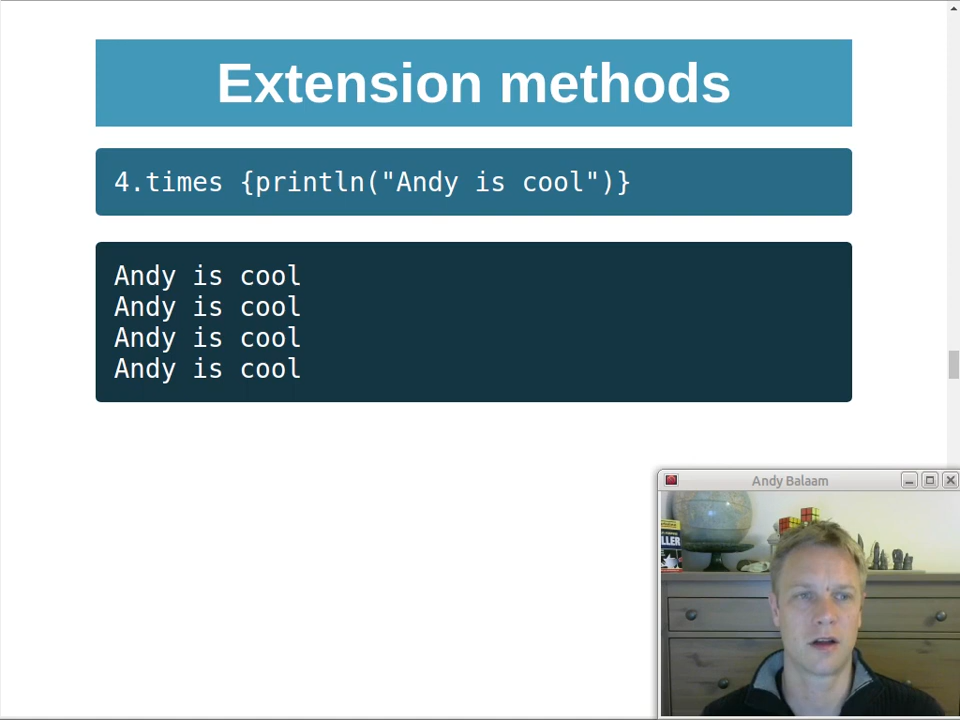 Extension methods
4.times {println("Andy is cool")}
Andy is cool
Andy is cool
Andy is cool
Andy is cool
Andy Balaam
LLER